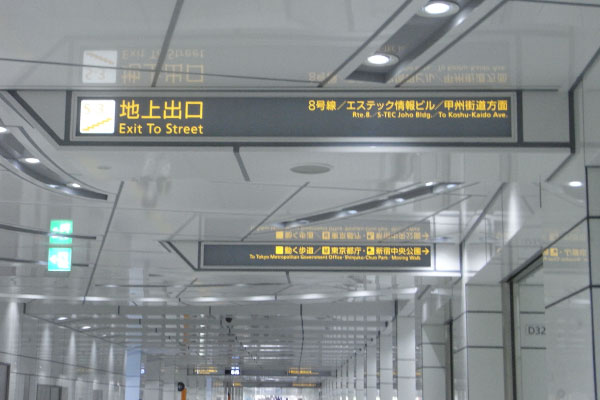 地上出口
Exit To Street
8号線／エステック情報ビル／甲州街道方面
Rte.8.／S-TEC Joho Bldg.／To Koshu-Kaido Ave.
動く歩道／東京都庁・新宿中央公園→
To Tokyo Metropolitan Government Office・Shinjuku-Chuo Park・Moving Walk
D32